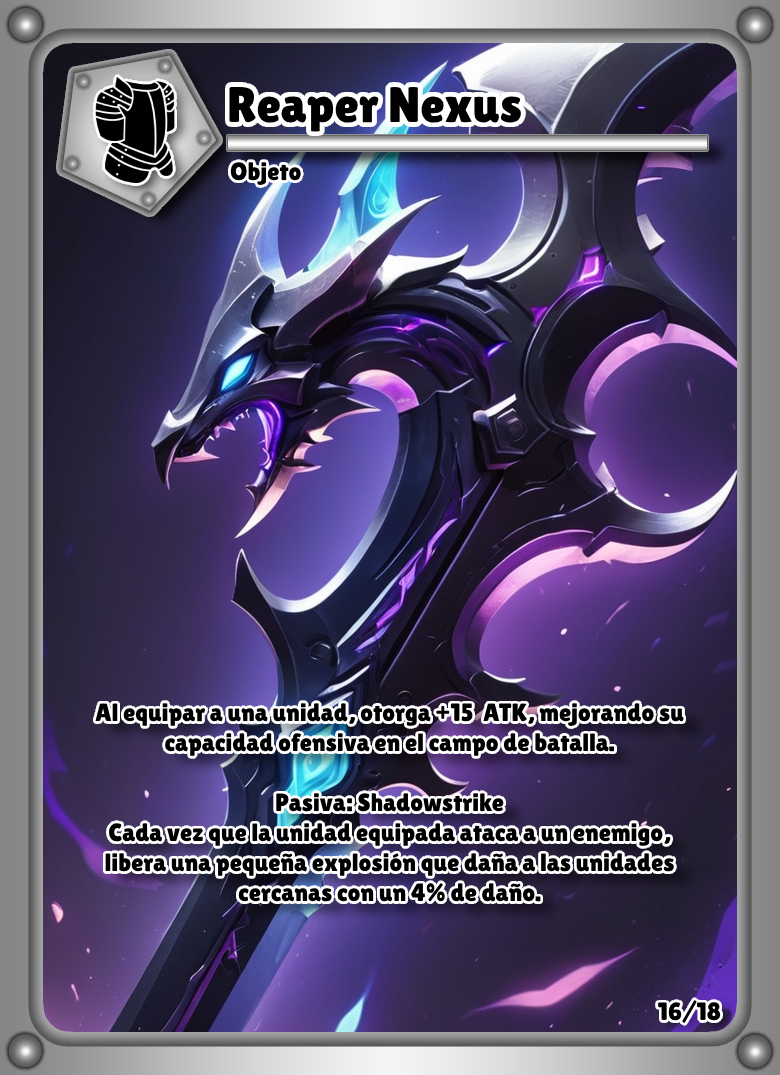 Reaper Nexus
Objeto
Al equipar a una unidad, otorga +15 ATK, mejorando su
capacidad ofensiva en el campo de batalla.
Pasiva: Shadowstrike
Cada vez que la unidad equipada ataca a un enemigo,
libera una pequeña explosión que daña a las unidades
cercanas con un 4% de daño.
16/18